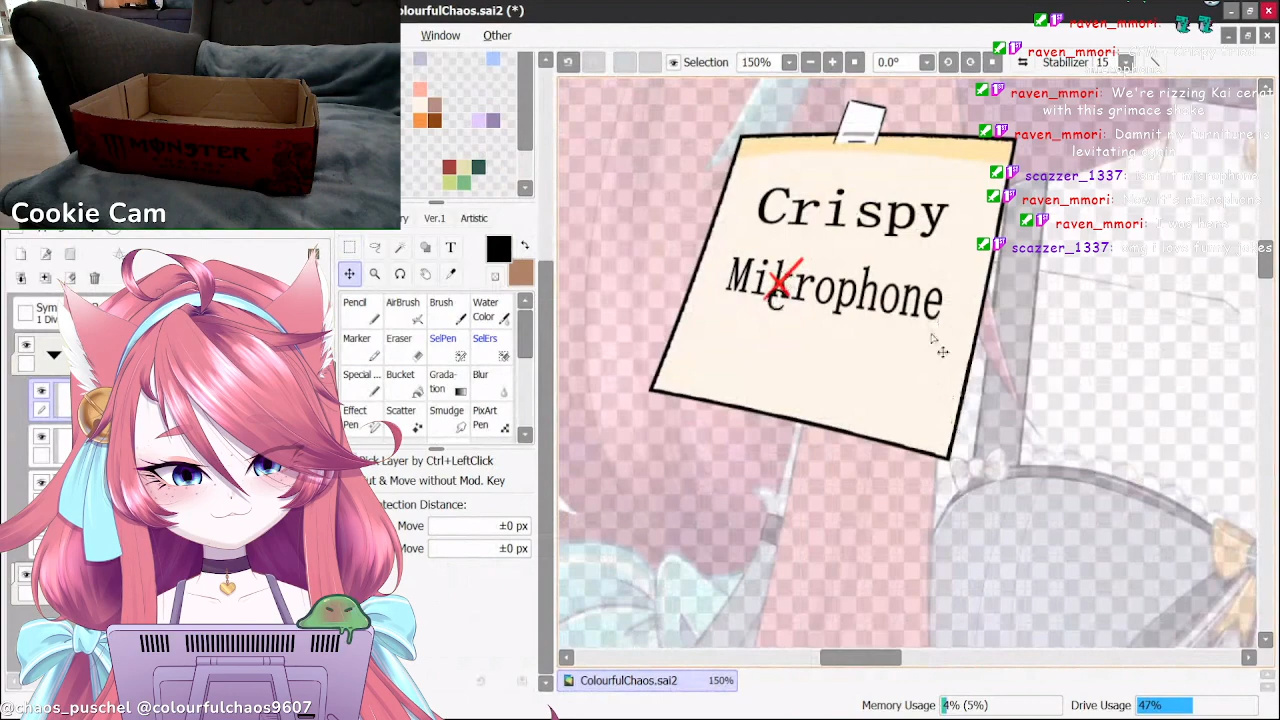 ColourfulChaos.sai2 (*)
Window Other
Selection 150% 0.0° Stabilizer 15
MONSTER
Cookie Cam
Ver.1 Artistic
T
Pencil AirBrush Brush Water Color
Marker Eraser SelPen SelErs
Special ... Bucket Gradation Blur
Effect Pen Scatter Smudge PixArt Pen
Pick Layer by Ctrl+LeftClick
& Move without Mod. Key
Detection Distance:
Move ±0 px
Move ±0 px
Crispy
Mikrophone
c
raven_mmori:
raven_mmori:
raven_mmori: We're rizzing Kai cenat
with this grimace shake
raven_mmori: Damnit my furniture is
levitating again
scazzer_1337:
raven_mmori:
raven_mmori:
scazzer_1337:
ColourfulChaos.sai2 150%
Memory Usage 4% (5%) Drive Usage 47%
@chaos_puschel @colourfulchaos9607